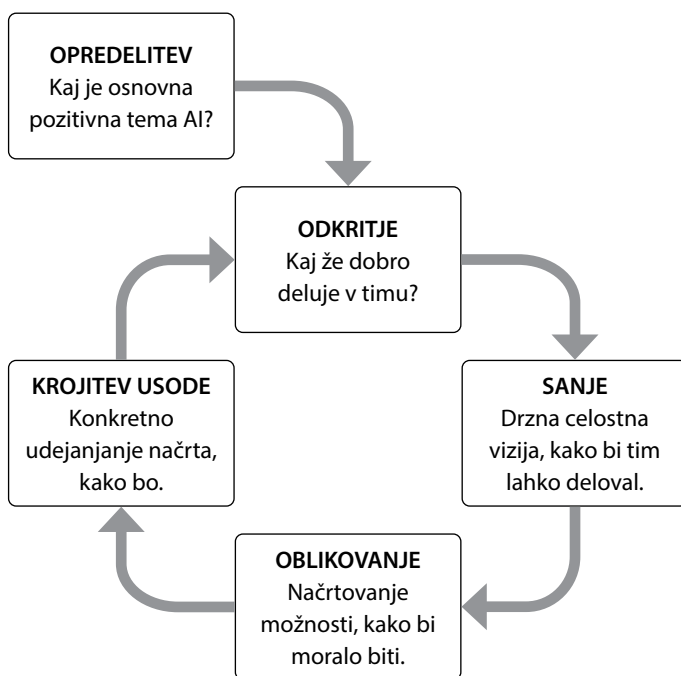 OPREDELITEV
Kaj je osnovna
pozitivna tema AI?
ODKRITJE
Kaj že dobro
deluje v timu?
KROJITEV USODE
Konkretno
udejanjanje načrta,
kako bo.
SANJE
Drzna celostna
vizija, kako bi tim
lahko deloval.
OBLIKOVANJE
Načrtovanje
možnosti, kako bi
moralo biti.